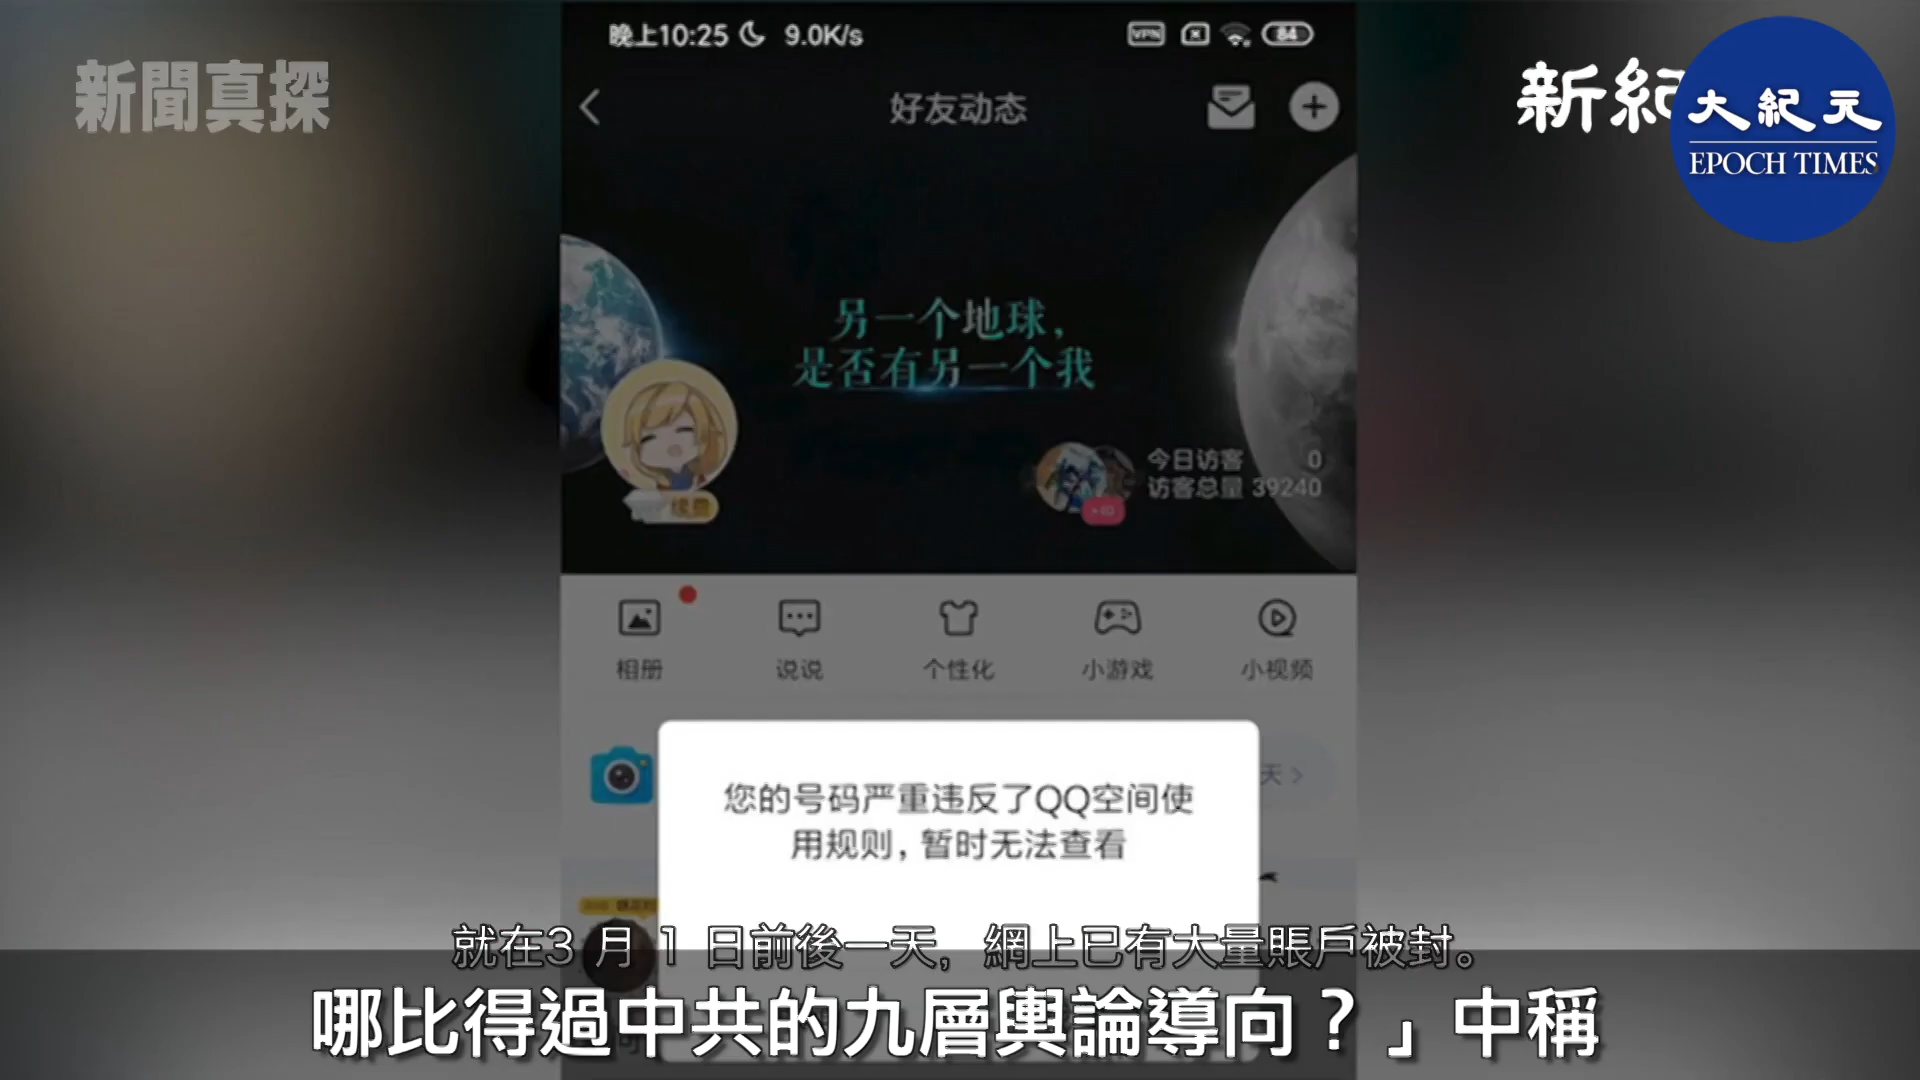 晚上10:25 9.0K/s VPN 84
新聞真探
新紀
大紀元
EPOCH TIMES
好友动态
另一个地球，
是否有另一个我
今日访客 0
访客总量 39240
+40
相册 说说 个性化 小游戏 小视频
天
您的号码严重违反了QQ空间使
用规则，暂时无法查看
就在3 月 1 日前後一天，網上已有大量賬戶被封。
哪比得過中共的九層輿論導向？」中稱